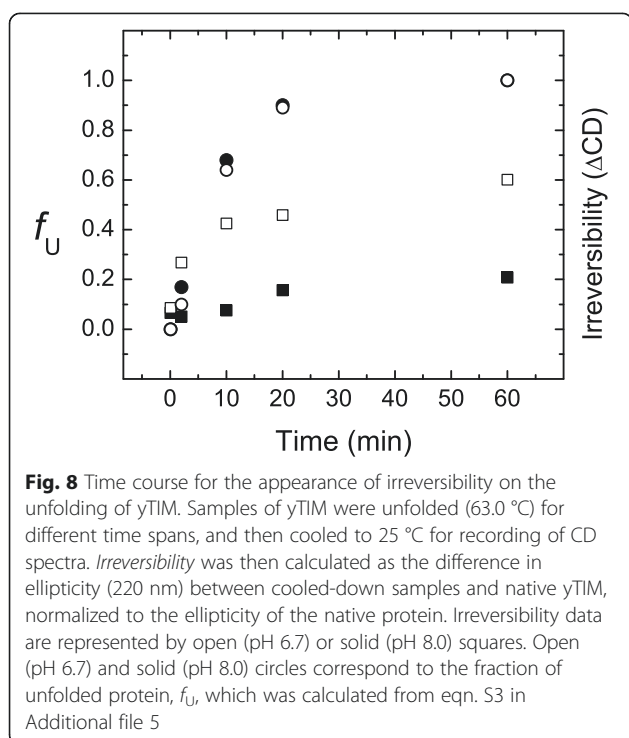 1.0
0.8
0.6
0.4
0.2
0.0
fU
Irreversibility (ΔCD)
0 10 20 30 40 50 60
Time (min)
Fig. 8 Time course for the appearance of irreversibility on the
unfolding of yTIM. Samples of yTIM were unfolded (63.0 °C) for
different time spans, and then cooled to 25 °C for recording of CD
spectra. Irreversibility was then calculated as the difference in
ellipticity (220 nm) between cooled-down samples and native yTIM,
normalized to the ellipticity of the native protein. Irreversibility data
are represented by open (pH 6.7) or solid (pH 8.0) squares. Open
(pH 6.7) and solid (pH 8.0) circles correspond to the fraction of
unfolded protein, fU, which was calculated from eqn. S3 in
Additional file 5